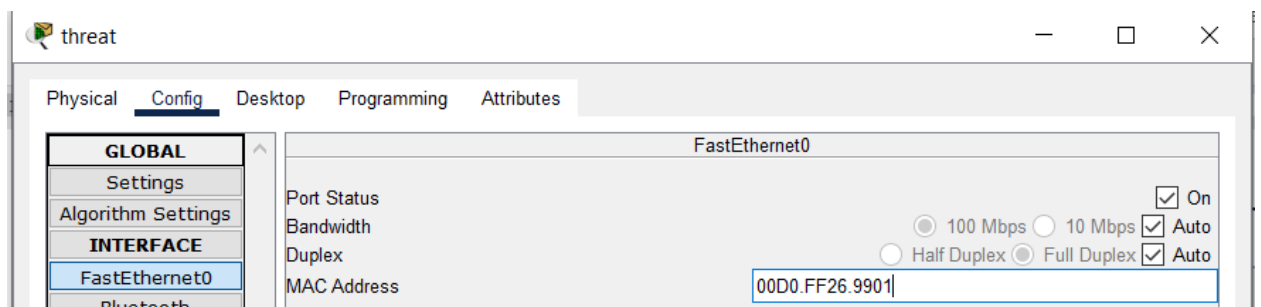 threat
Physical Config Desktop Programming Attributes
GLOBAL
Settings
Algorithm Settings
INTERFACE
FastEthernet0
Bluetooth
FastEthernet0
Port Status On
Bandwidth 100 Mbps 10 Mbps Auto
Duplex Half Duplex Full Duplex Auto
MAC Address 00D0.FF26.9901